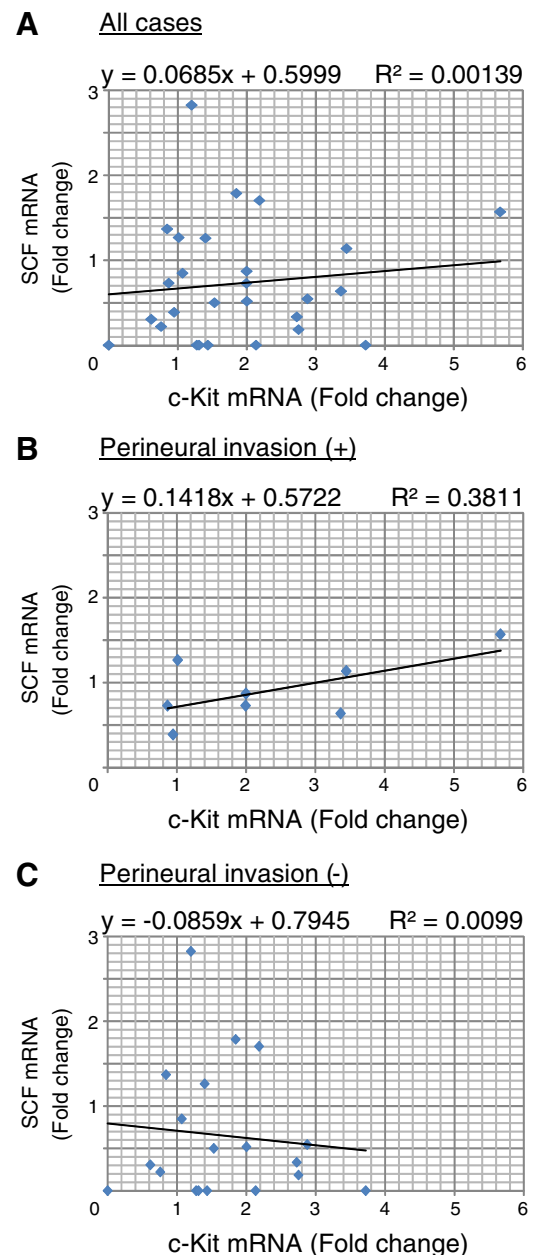 A All cases
y = 0.0685x + 0.5999 R² = 0.00139
3
2
1
SCF mRNA
(Fold change)
0 1 2 3 4 5 6
c-Kit mRNA (Fold change)
B Perineural invasion (+)
y = 0.1418x + 0.5722 R² = 0.3811
3
2
1
SCF mRNA
(Fold change)
0 1 2 3 4 5 6
c-Kit mRNA (Fold change)
C Perineural invasion (-)
y = -0.0859x + 0.7945 R² = 0.0099
3
2
1
SCF mRNA
(Fold change)
0 1 2 3 4 5 6
c-Kit mRNA (Fold change)